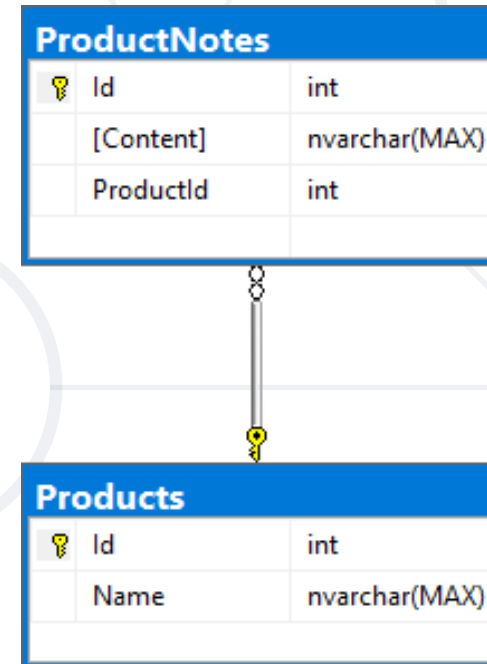 ProductNotes
Id int
[Content] nvarchar(MAX)
ProductId int
Products
Id int
Name nvarchar(MAX)